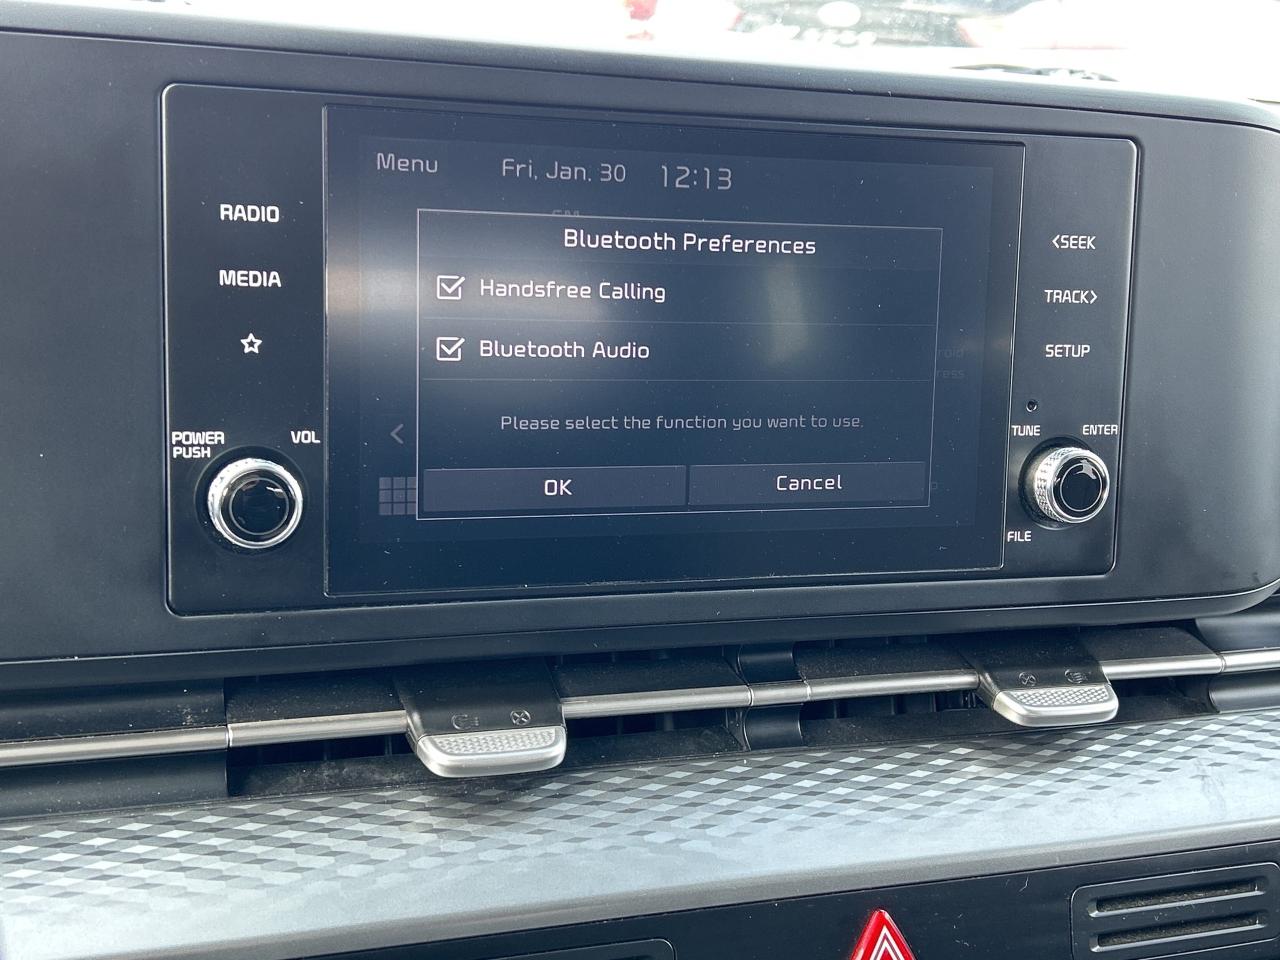 Menu Fri, Jan. 30 12:13
RADIO
MEDIA
POWER PUSH
VOL
Bluetooth Preferences
Handsfree Calling
Bluetooth Audio
Please select the function you want to use.
OK Cancel
<SEEK
TRACK>
SETUP
TUNE ENTER
FILE